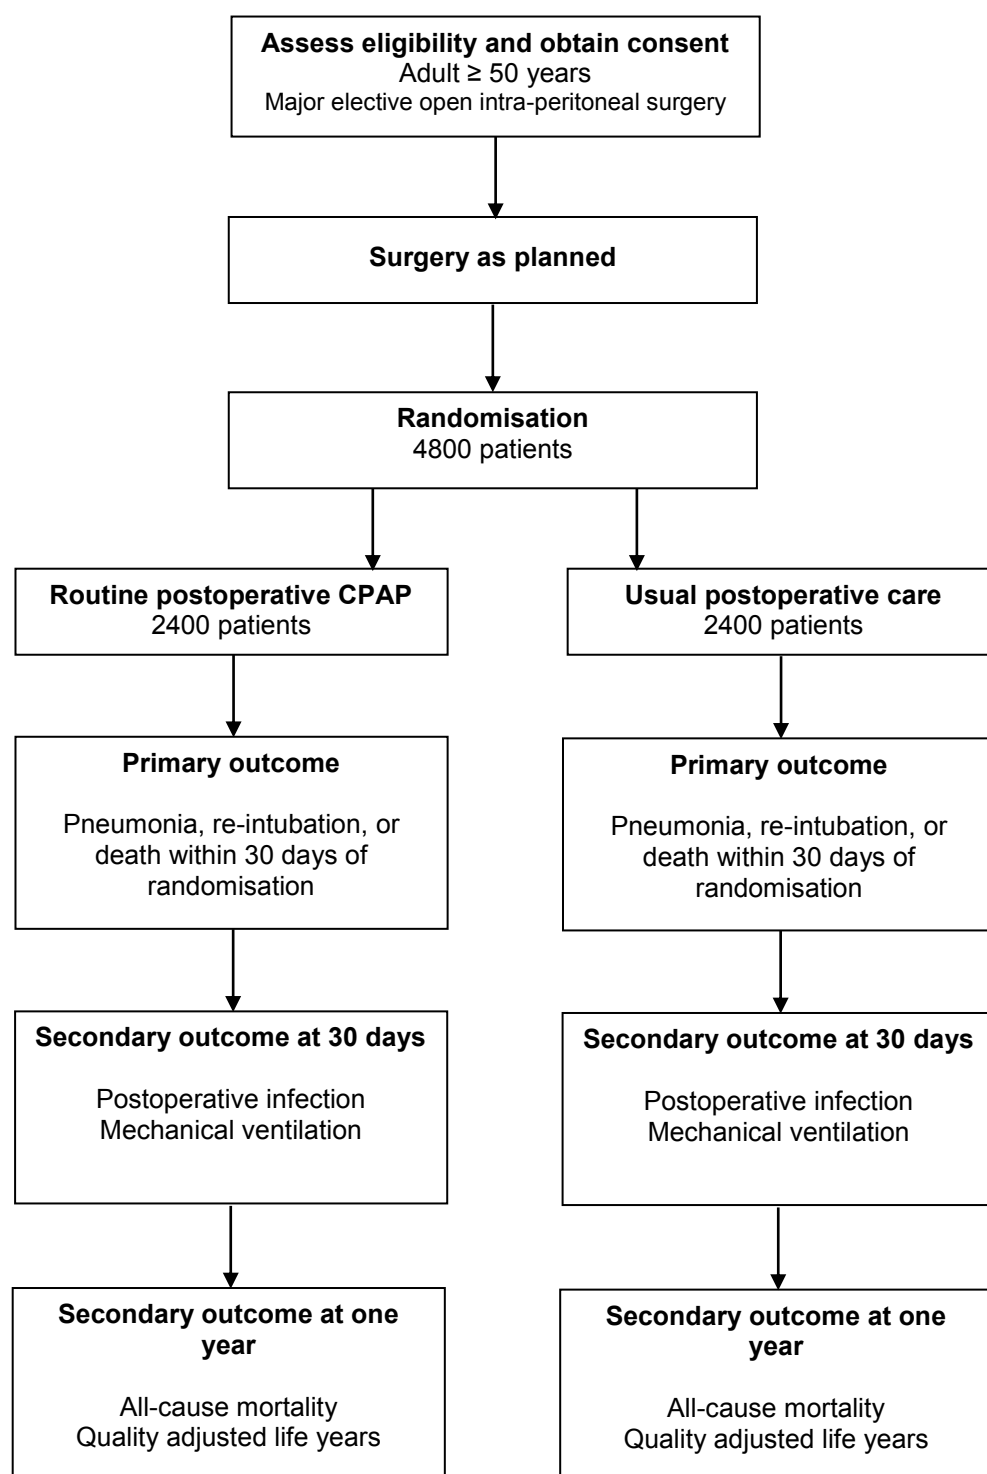 Assess eligibility and obtain consent
Adult ≥ 50 years
Major elective open intra-peritoneal surgery
Surgery as planned
Randomisation
4800 patients
Routine postoperative CPAP
2400 patients
Usual postoperative care
2400 patients
Primary outcome
Pneumonia, re-intubation, or
death within 30 days of
randomisation
Primary outcome
Pneumonia, re-intubation, or
death within 30 days of
randomisation
Secondary outcome at 30 days
Postoperative infection
Mechanical ventilation
Secondary outcome at 30 days
Postoperative infection
Mechanical ventilation
Secondary outcome at one
year
All-cause mortality
Quality adjusted life years
Secondary outcome at one
year
All-cause mortality
Quality adjusted life years